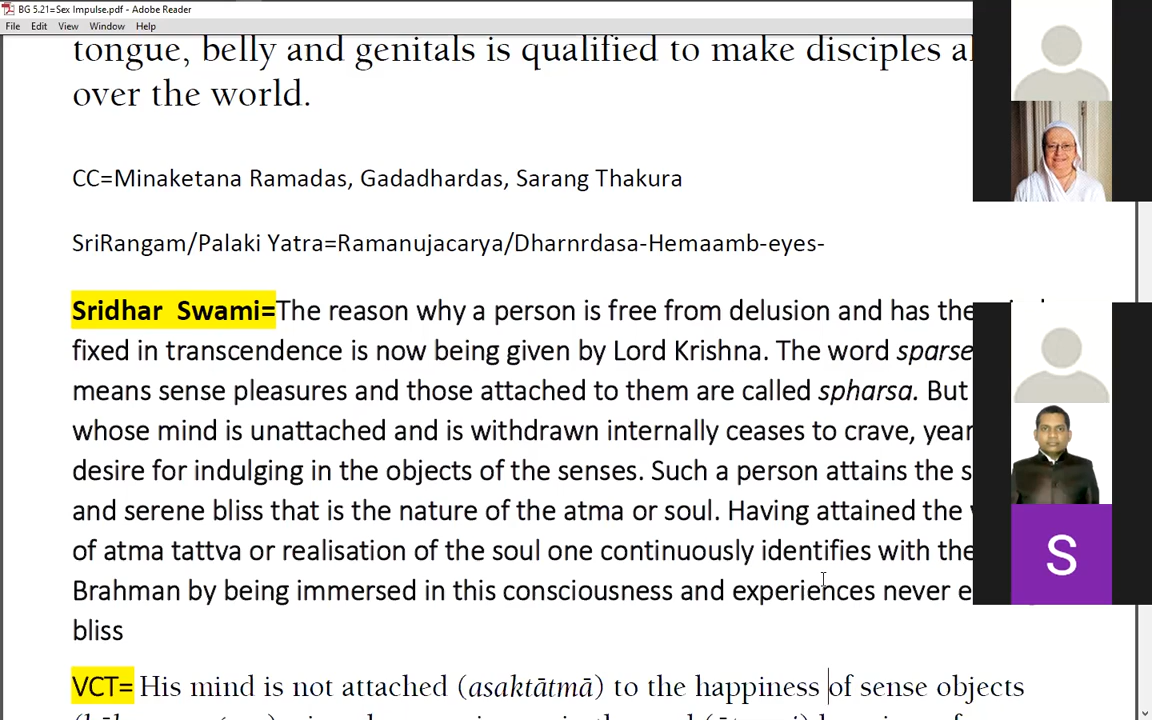 BG 5.21=Sex Impulse.pdf - Adobe Reader
File Edit View Window Help
tongue, belly and genitals is qualified to make disciples
over the world.
CC=Minaketana Ramadas, Gadadhardas, Sarang Thakura
SriRangam/Palaki Yatra=Ramanujacarya/Dharnrdasa-Hemaamb-eyes-
Sridhar Swami=The reason why a person is free from delusion and has the
fixed in transcendence is now being given by Lord Krishna. The word sparse
means sense pleasures and those attached to them are called spharsa. But
whose mind is unattached and is withdrawn internally ceases to crave,
desire for indulging in the objects of the senses. Such a person attains the
and serene bliss that is the nature of the atma or soul. Having attained the
of atma tattva or realisation of the soul one continuously identifies with the
Brahman by being immersed in this consciousness and experiences never
bliss
S
VCT= His mind is not attached (asaktātmā) to the happiness of sense objects